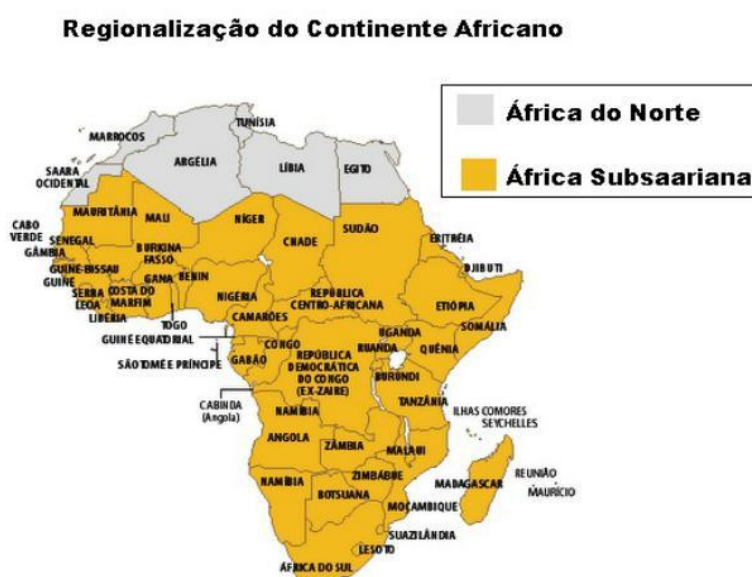 Regionalização do Continente Africano
África do Norte
África Subsaariana
TUNÍSIA
MARROCOS
ARGÉLIA
LÍBIA
EGITO
SAARA
OCIDENTAL
MAURITÂNIA
MALI
NÍGER
CHADE
SUDÃO
CABO
VERDE
SENEGAL
GÂMBIA
ERITRÉIA
DJIBUTI
BURKINA
FASSO
GUINÉ-BISSAU
GUINÉ
GANA
BENIN
SERRA
LEOA
COSTA DO
MARFIM
LIBÉRIA
NIGÉRIA
REPÚBLICA
CENTRO-AFRICANA
ETIÓPIA
SOMÁLIA
CAMARÕES
TOGO
GUINÉ EQUATORIAL
UGANDA
CONGO
RUANDA
QUÊNIA
SÃO TOMÉ E PRÍNCIPE
GABÃO
REPÚBLICA
DEMOCRÁTICA
DO CONGO
(EX-ZAIRE)
BURUNDI
TANZÂNIA
CABINDA
(Angola)
NAMÍBIA
ILHAS COMORES
SEYCHELLES
ANGOLA
ZÂMBIA
MALAUI
ZIMBÁBUE
NAMÍBIA
BOTSUANA
MADAGASCAR
REUNIÃO
MAURÍCIO
MOÇAMBIQUE
SUAZILÂNDIA
LESOTO
ÁFRICA DO SUL